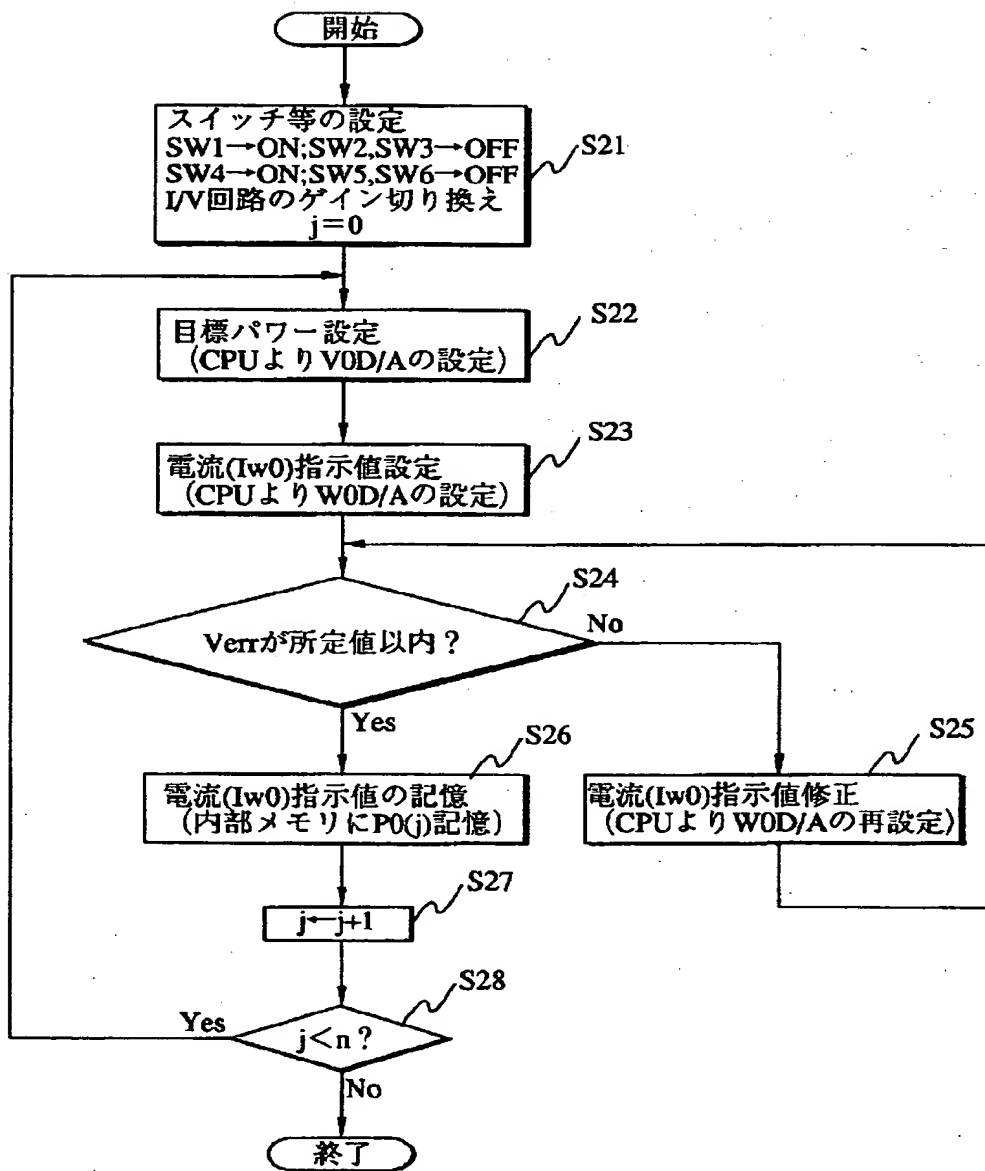 開始
スイッチ等の設定
SW1→ON;SW2,SW3→OFF
SW4→ON;SW5,SW6→OFF
I/V回路のゲイン切り換え
j=0
S21
目標パワー設定
(CPUよりV0D/Aの設定)
S22
電流(Iw0)指示値設定
(CPUよりW0D/Aの設定)
S23
Verrが所定値以内?
S24
No
Yes
電流(Iw0)指示値修正
(CPUよりW0D/Aの再設定)
S25
電流(Iw0)指示値の記憶
(内部メモリにP0(j)記憶)
S26
j←j+1
S27
j<n?
S28
Yes
No
終了